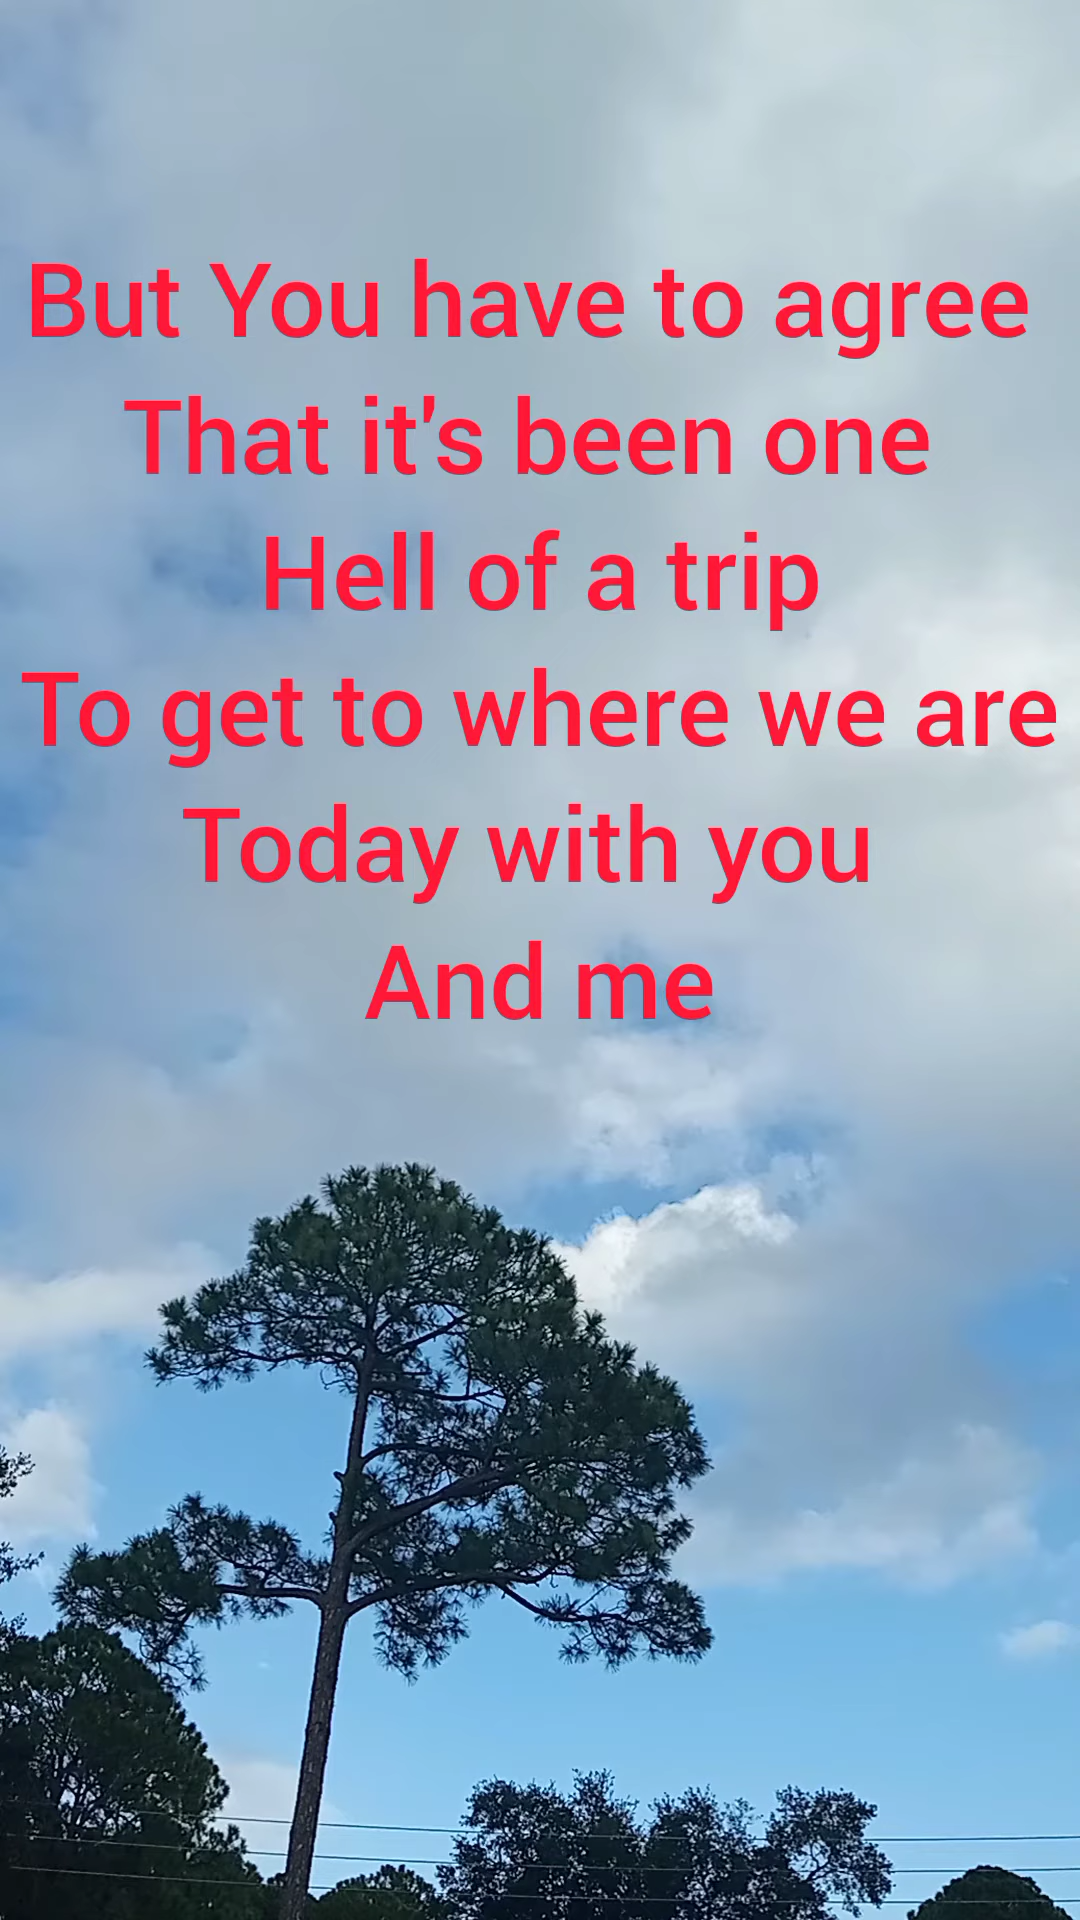 But You have to agree
That it's been one
Hell of a trip
To get to where we are
Today with you
And me